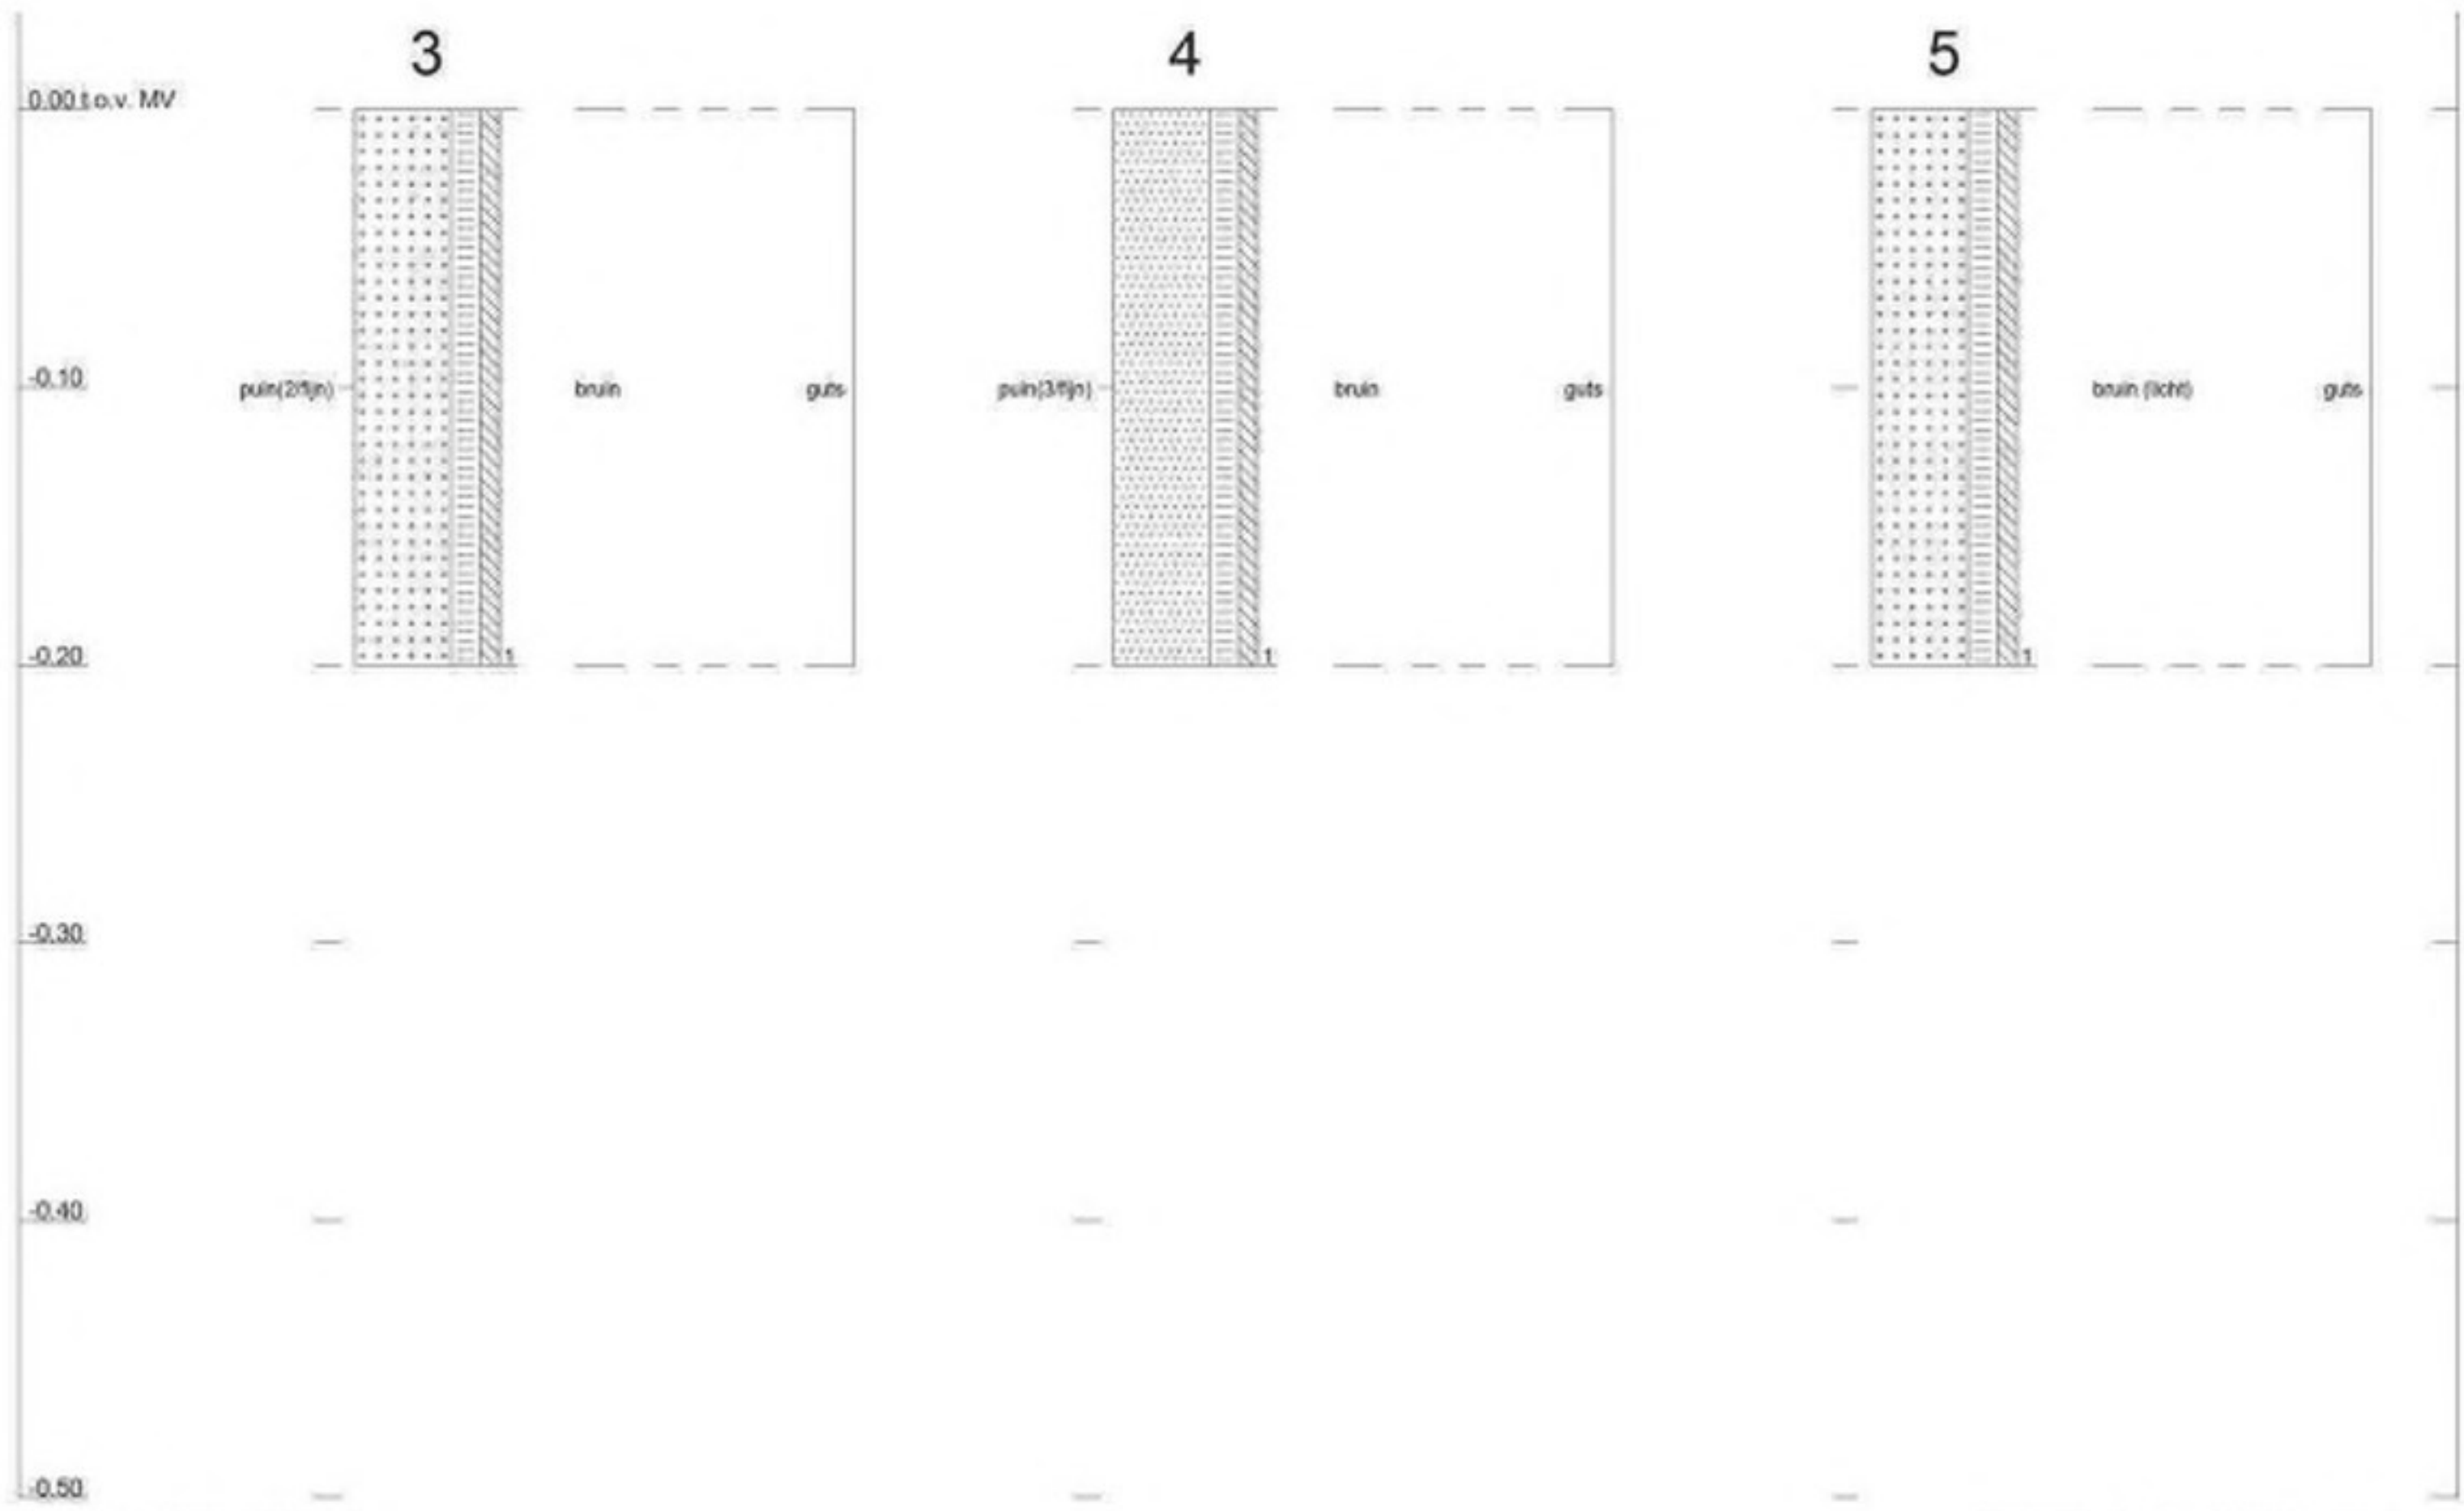 3 4 5
0.00 t.o.v. MV
-0.10 puin(2/fijn) bruin guts puin(3/fijn) bruin guts bruin (licht) guts
-0.20 1 1 1
-0.30
-0.40
-0.50